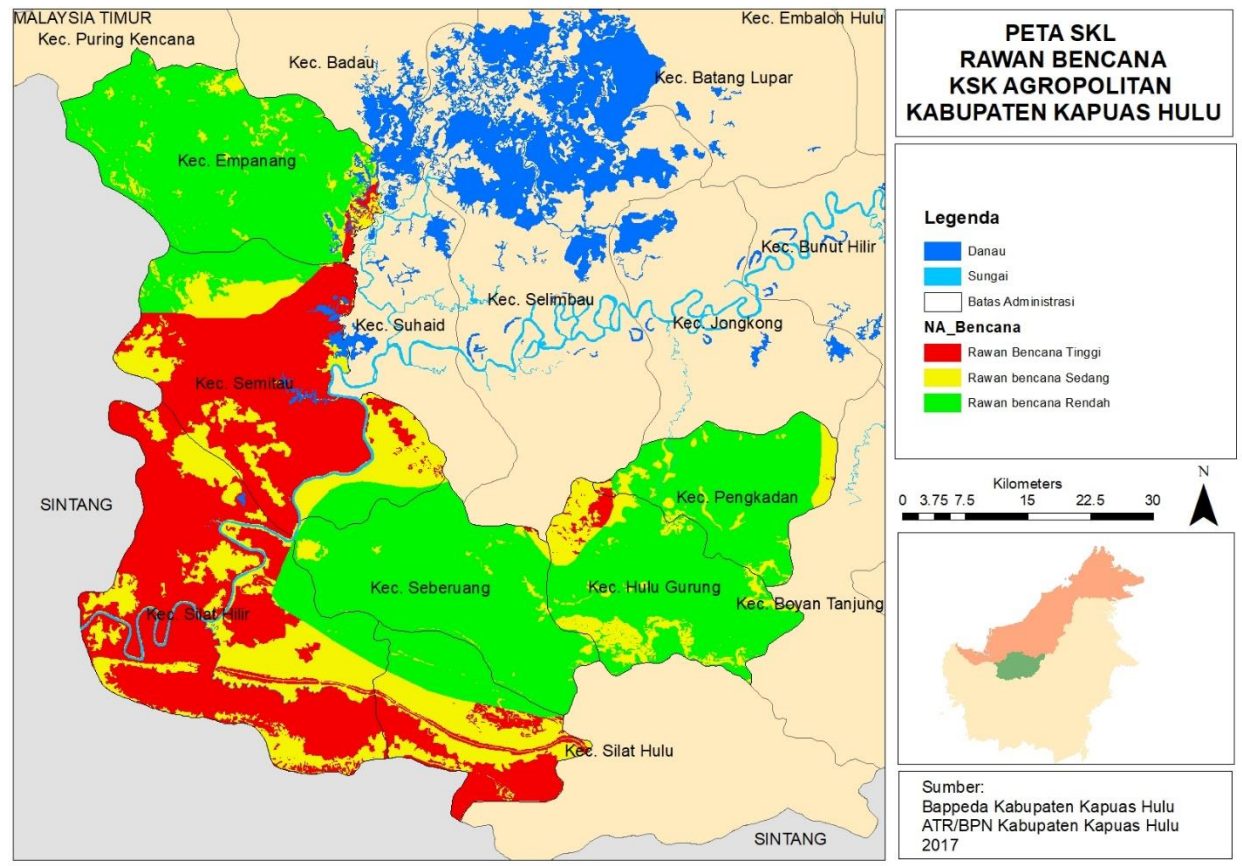 MALAYSIA TIMUR
Kec. Embaloh Hulu
Kec. Puring Kencana
Kec. Badau
Kec. Batang Lupar
Kec. Empanang
Kec. Bunut Hilir
Kec. Selimbau
Kec. Suhaid
Kec. Jongkong
Kec. Semitau
SINTANG
Kec. Pengkadan
Kec. Seberuang
Kec. Hulu Gurung
Kec. Boyan Tanjung
Kec. Silat Hilir
Kec. Silat Hulu
SINTANG
PETA SKL
RAWAN BENCANA
KSK AGROPOLITAN
KABUPATEN KAPUAS HULU
Legenda
Danau
Sungai
Batas Administrasi
NA_Bencana
Rawan Bencana Tinggi
Rawan bencana Sedang
Rawan bencana Rendah
N
Kilometers
0 3.75 7.5 15 22.5 30
Sumber:
Bappeda Kabupaten Kapuas Hulu
ATR/BPN Kabupaten Kapuas Hulu
2017